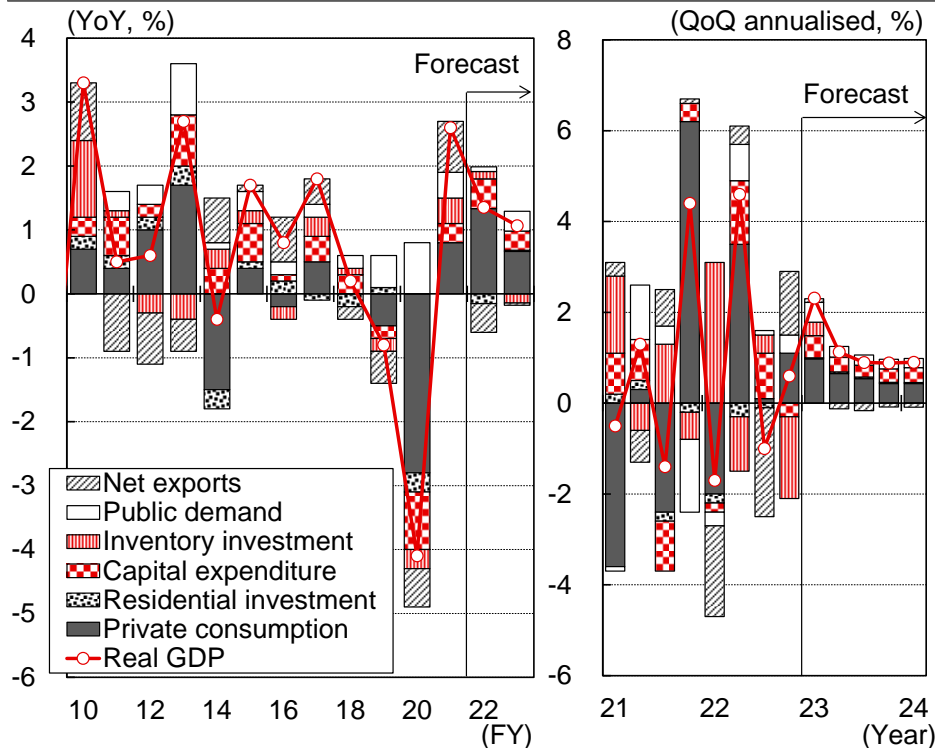 (YoY, %)
4
3
2
1
0
-1
-2
-3
-4
-5
-6
Forecast
Net exports
Public demand
Inventory investment
Capital expenditure
Residential investment
Private consumption
Real GDP
10 12 14 16 18 20 22
(FY)
(QoQ annualised, %)
8
6
4
2
0
-2
-4
-6
Forecast
21 22 23 24
(Year)